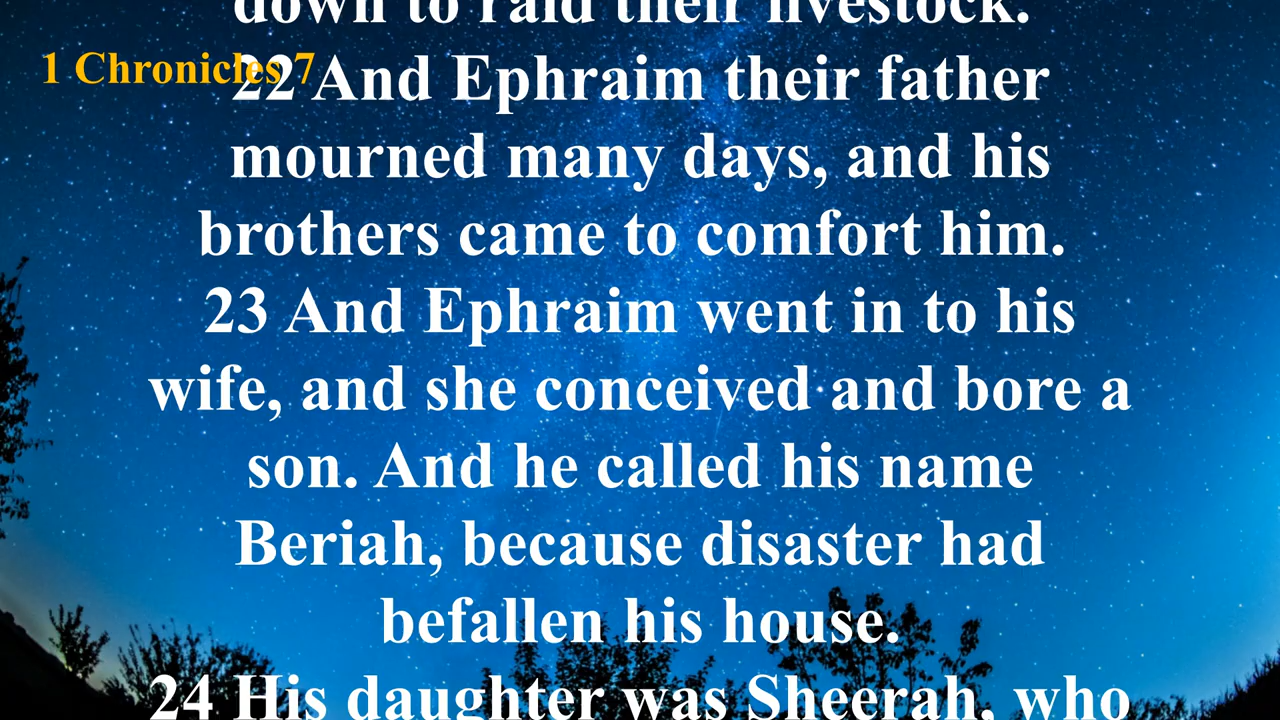 down to raid their livestock.
1 Chronicles 7
22 And Ephraim their father
mourned many days, and his
brothers came to comfort him.
23 And Ephraim went in to his
wife, and she conceived and bore a
son. And he called his name
Beriah, because disaster had
befallen his house.
24 His daughter was Sheerah, who